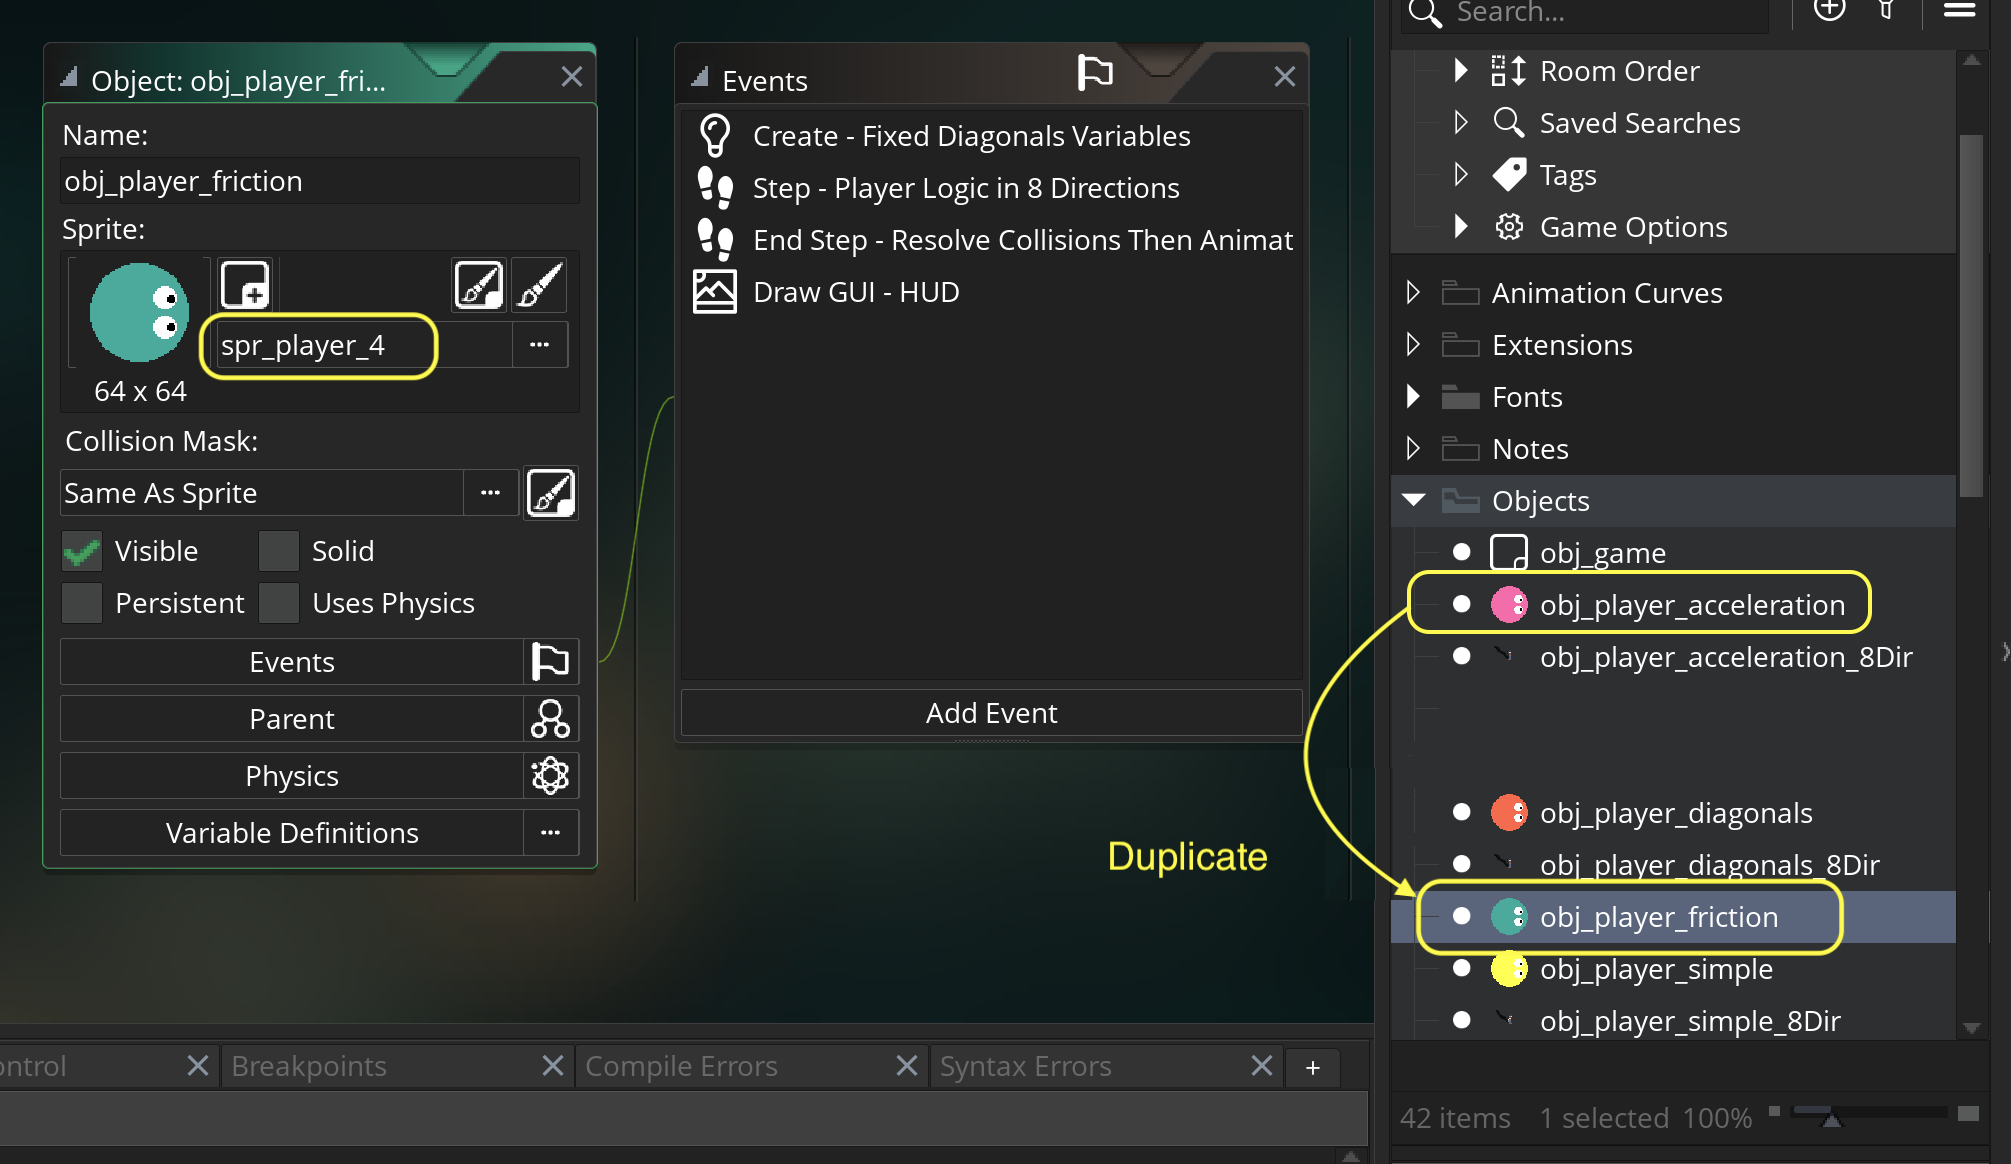 Object: obj_player_fri...
Name:
obj_player_friction
Sprite:
spr_player_4
...
64 x 64
Collision Mask:
Same As Sprite
...
Visible
Solid
Persistent
Uses Physics
Events
Parent
Physics
Variable Definitions
...
Events
Create - Fixed Diagonals Variables
Step - Player Logic in 8 Directions
End Step - Resolve Collisions Then Animat
Draw GUI - HUD
Add Event
Duplicate
Search...
Room Order
Saved Searches
Tags
Game Options
Animation Curves
Extensions
Fonts
Notes
Objects
obj_game
obj_player_acceleration
obj_player_acceleration_8Dir
obj_player_diagonals
obj_player_diagonals_8Dir
obj_player_friction
obj_player_simple
obj_player_simple_8Dir
ontrol
Breakpoints
Compile Errors
Syntax Errors
+
42 items 1 selected 100%